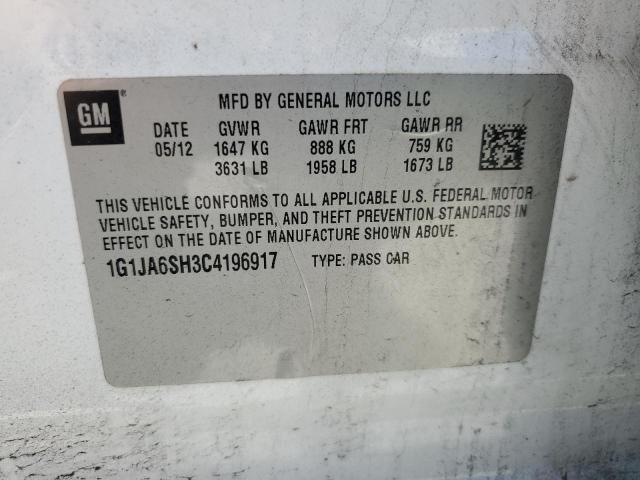 GM
MFD BY GENERAL MOTORS LLC
DATE GVWR GAWR FRT GAWR RR
05/12 1647 KG 888 KG 759 KG
3631 LB 1958 LB 1673 LB
THIS VEHICLE CONFORMS TO ALL APPLICABLE U.S. FEDERAL MOTOR
VEHICLE SAFETY, BUMPER, AND THEFT PREVENTION STANDARDS IN
EFFECT ON THE DATE OF MANUFACTURE SHOWN ABOVE.
1G1JA6SH3C4196917 TYPE: PASS CAR